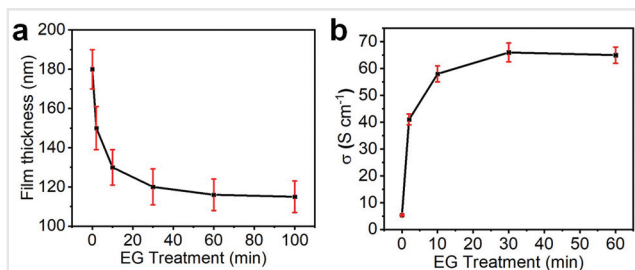 a
200
180
160
140
120
100
Film thickness (nm)
0 20 40 60 80 100
EG Treatment (min)
b
70
60
50
40
30
20
10
0
σ (S cm⁻¹)
0 10 20 30 40 50 60
EG Treatment (min)